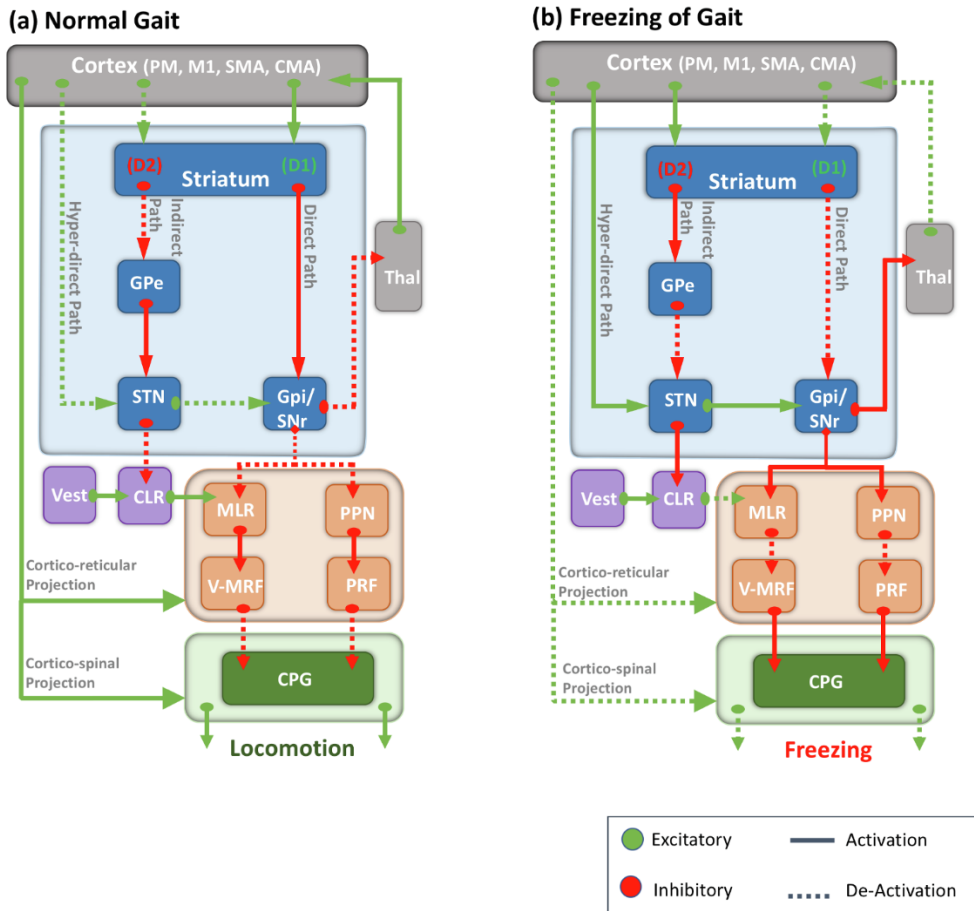 (a) Normal Gait
Cortex (PM, M1, SMA, CMA)
(D2)
(D1)
Striatum
Hyper-direct Path
Indirect
Path
Direct Path
GPe
Thal
STN
Gpi/
SNr
Vest
CLR
MLR
PPN
V-MRF
PRF
Cortico-reticular
Projection
Cortico-spinal
Projection
CPG
Locomotion
(b) Freezing of Gait
Cortex (PM, M1, SMA, CMA)
(D2)
(D1)
Striatum
Hyper-direct Path
Indirect
Path
Direct Path
GPe
Thal
STN
Gpi/
SNr
Vest
CLR
MLR
PPN
V-MRF
PRF
Cortico-reticular
Projection
Cortico-spinal
Projection
CPG
Freezing
Excitatory
Activation
Inhibitory
De-Activation